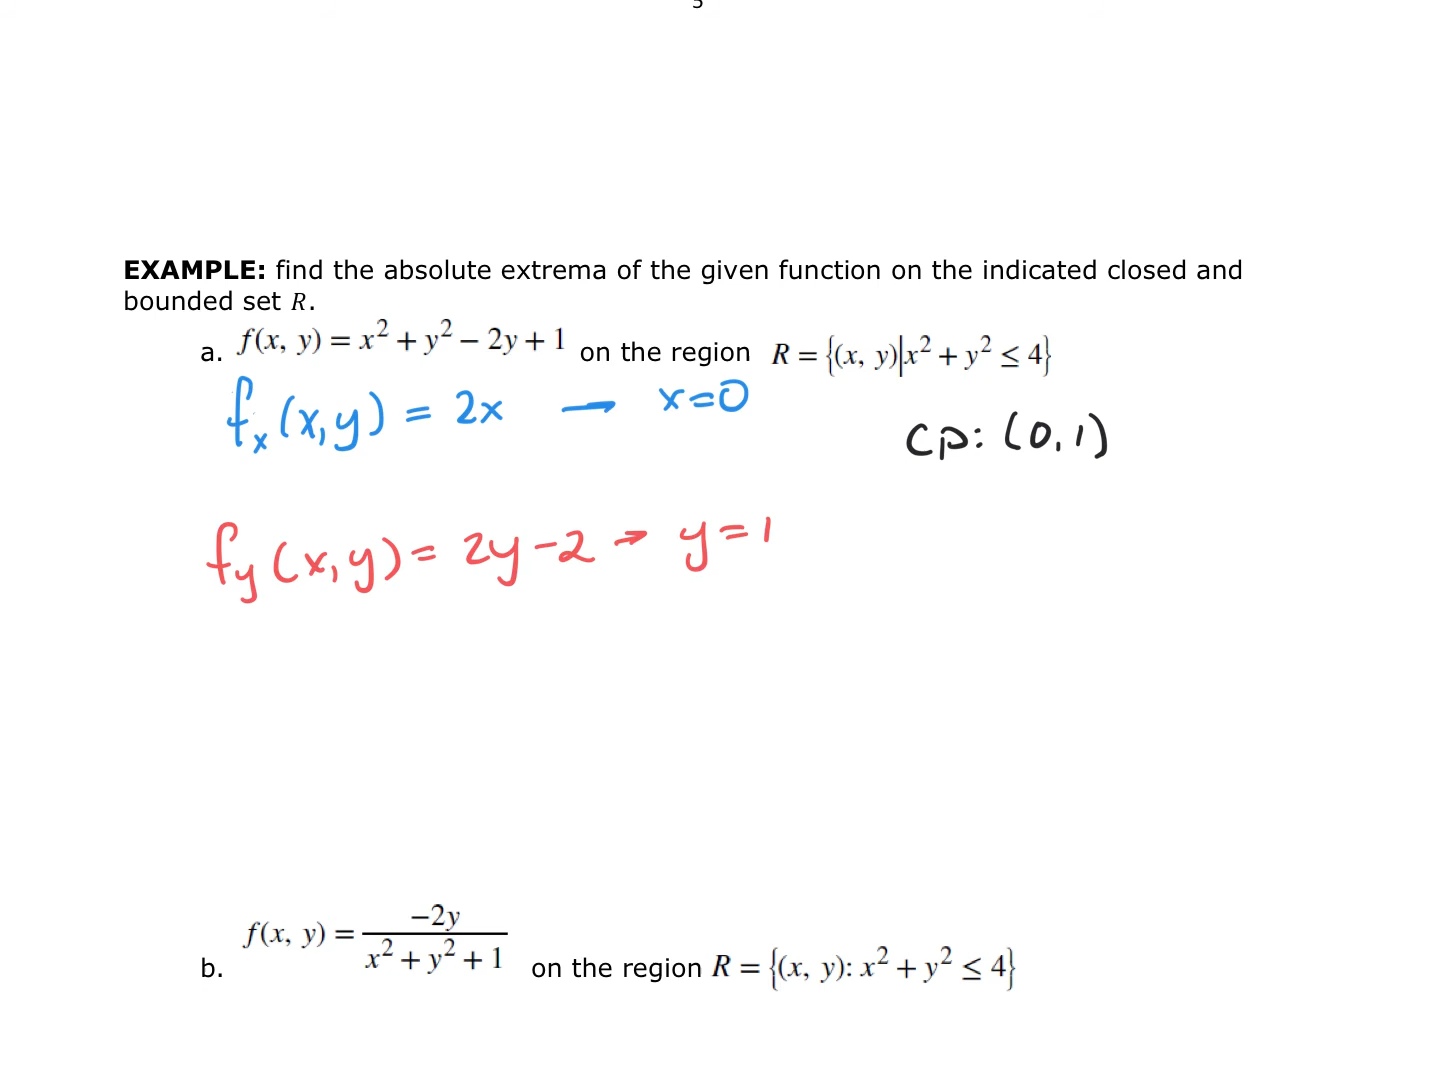 5
EXAMPLE: find the absolute extrema of the given function on the indicated closed and
bounded set R.
a. f(x, y) = x² + y² − 2y + 1 on the region R = {(x, y)|x² + y² ≤ 4}
fₓ(x,y) = 2x — x=0
CP: (0,1)
f_y(x,y) = 2y−2 → y=1
b. f(x, y) = −2y / (x² + y² + 1) on the region R = {(x, y): x² + y² ≤ 4}